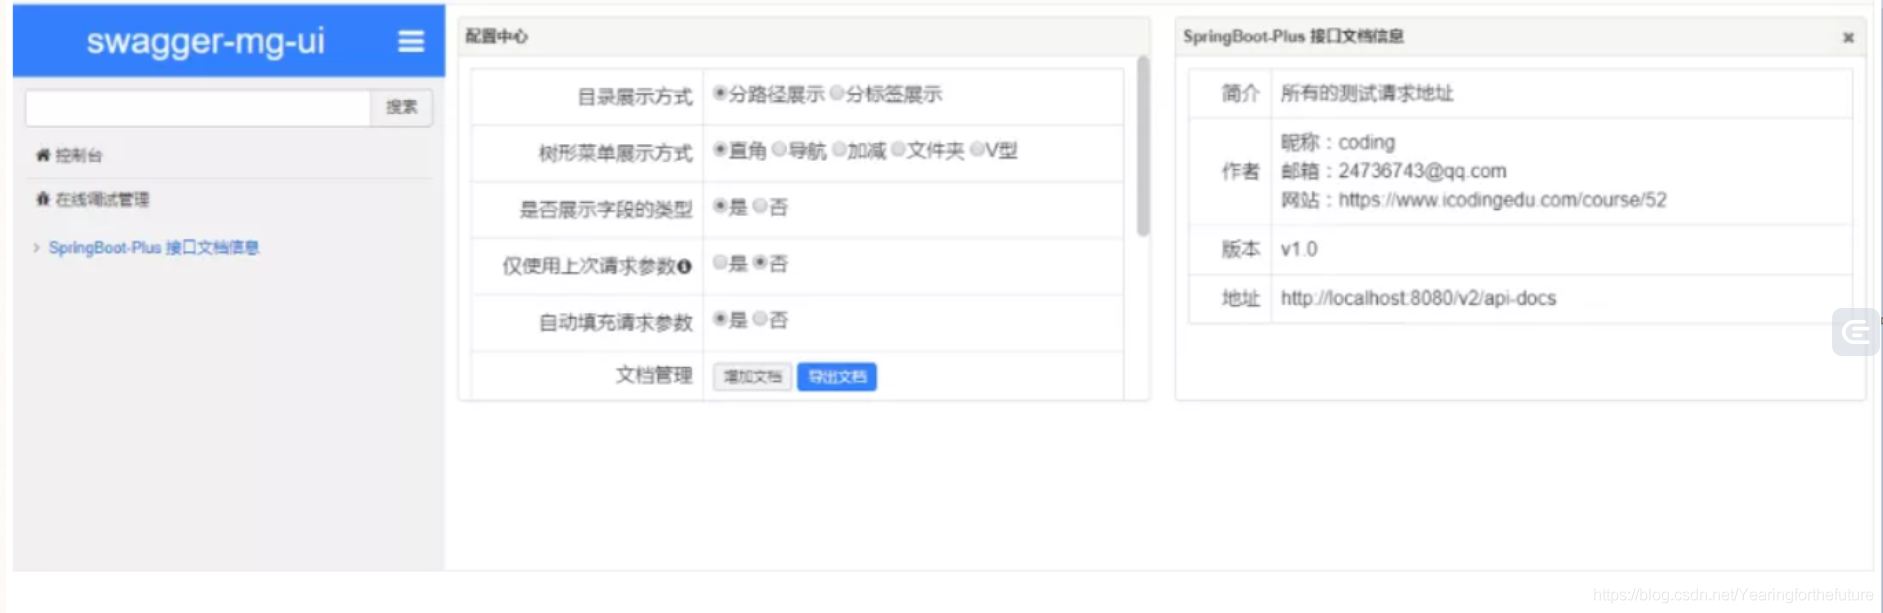 swagger-mg-ui
搜索
控制台
在线调试管理
SpringBoot-Plus 接口文档信息
配置中心
目录展示方式 分路径展示 分标签展示
树形菜单展示方式 直角 导航 加减 文件夹 V型
是否展示字段的类型 是 否
仅使用上次请求参数 是 否
自动填充请求参数 是 否
文档管理 增加文档 导出文档
SpringBoot-Plus 接口文档信息
简介 所有的测试请求地址
作者
昵称：coding
邮箱：24736743@qq.com
网站：https://www.icodingedu.com/course/52
版本 v1.0
地址 http://localhost:8080/v2/api-docs
https://blog.csdn.net/Yearingforthefuture